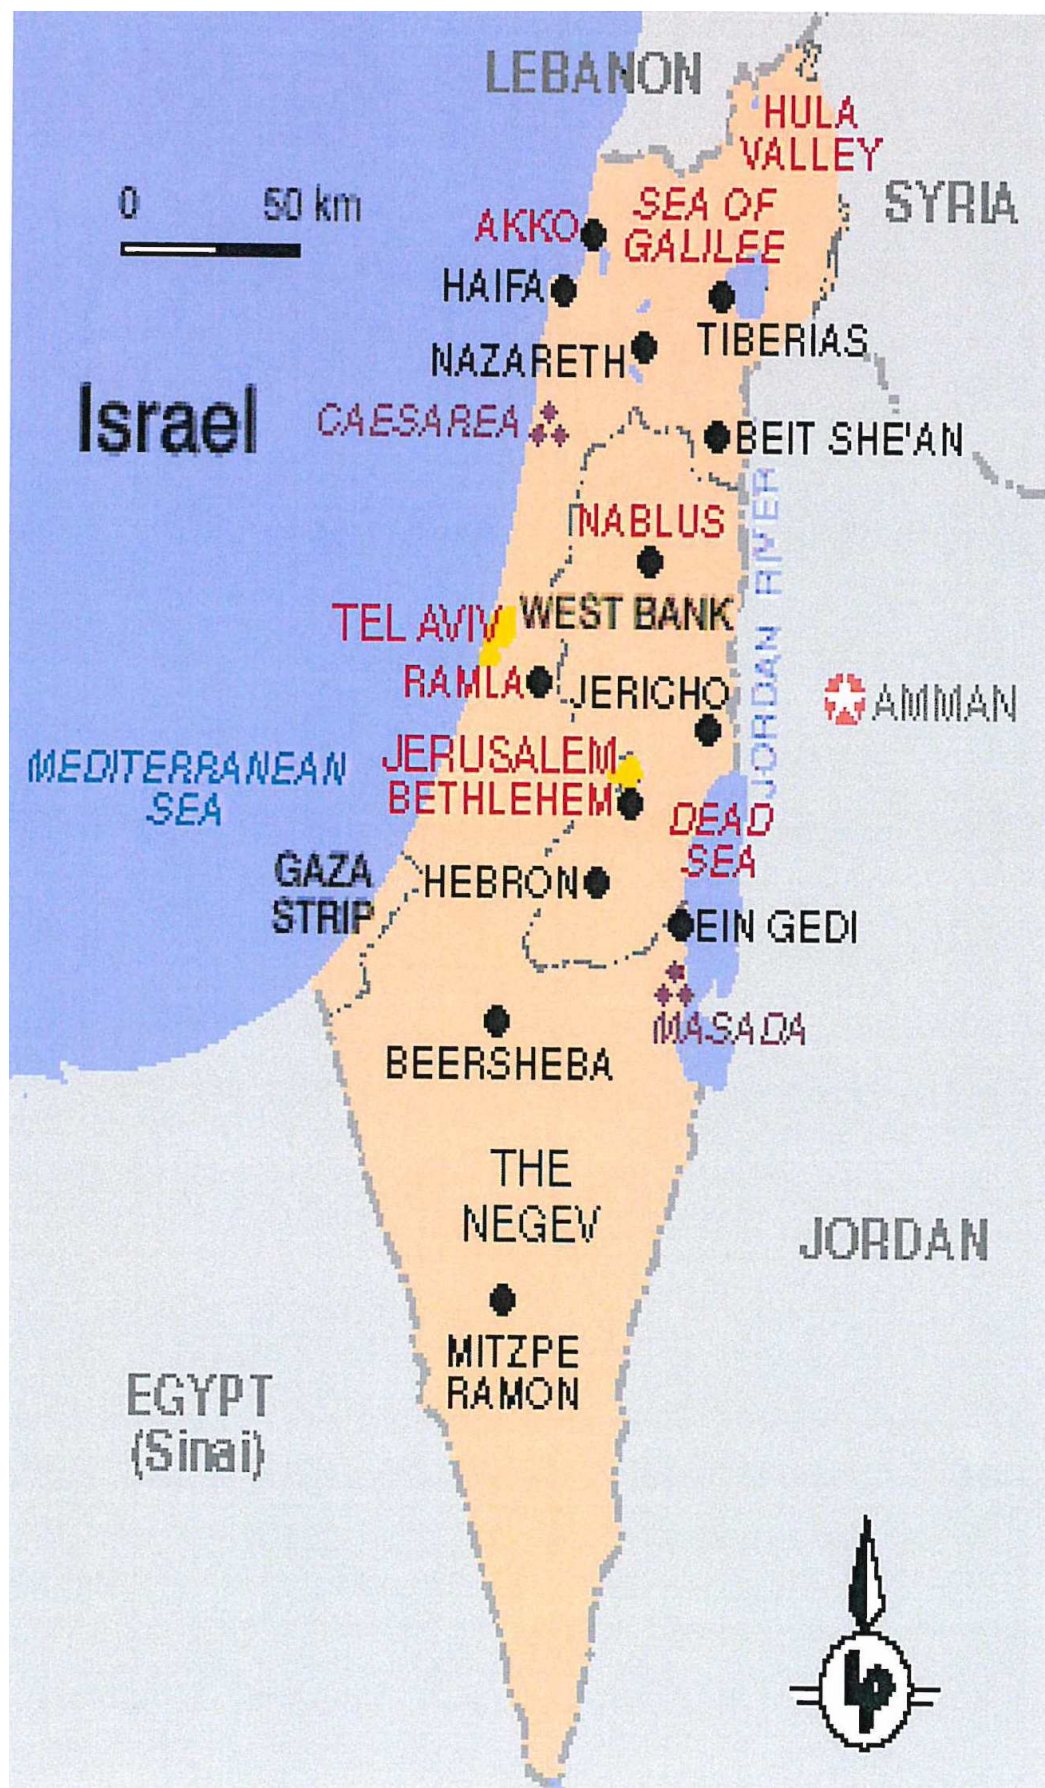 LEBANON
HULA
VALLEY
0 50 km
SYRIA
SEA OF
GALILEE
AKKO
HAIFA
TIBERIAS
NAZARETH
Israel
CAESAREA
BEIT SHE'AN
JORDAN RIVER
NABLUS
WEST BANK
TEL AVIV
RAMLA
JERICHO
AMMAN
MEDITERRANEAN
SEA
JERUSALEM
BETHLEHEM
DEAD
SEA
GAZA
STRIP
HEBRON
EIN GEDI
MASADA
BEERSHEBA
THE
NEGEV
JORDAN
MITZPE
RAMON
EGYPT
(Sinai)
lp